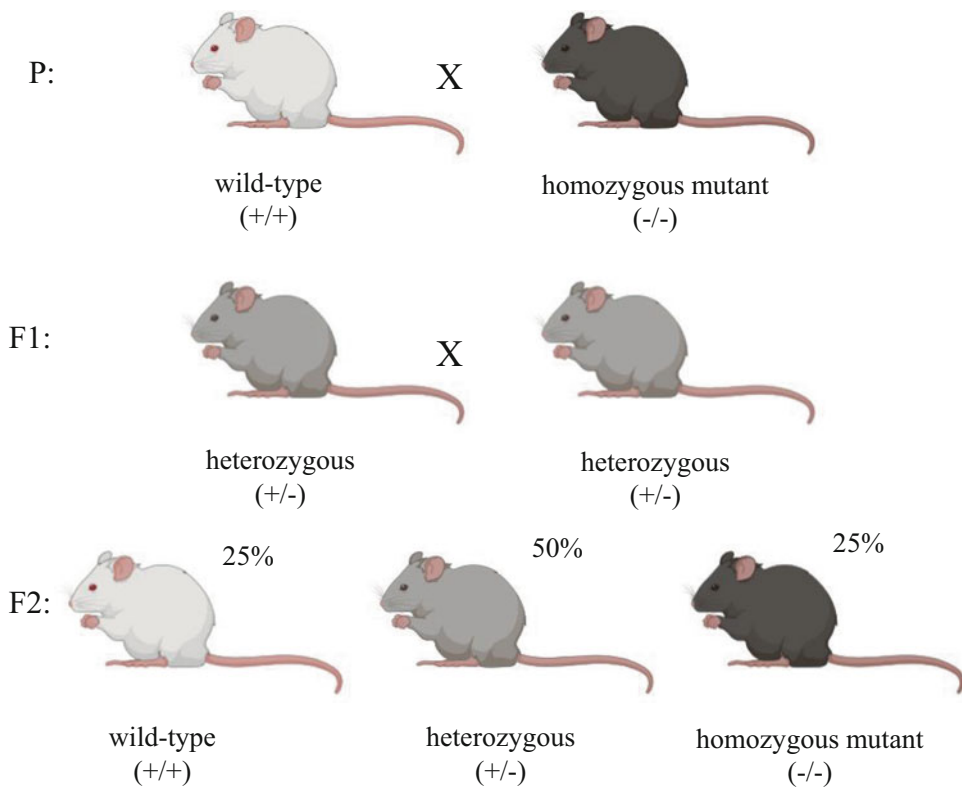 P:
X
wild-type
(+/+)
homozygous mutant
(-/-)
F1:
X
heterozygous
(+/-)
heterozygous
(+/-)
F2:
25%
50%
25%
wild-type
(+/+)
heterozygous
(+/-)
homozygous mutant
(-/-)